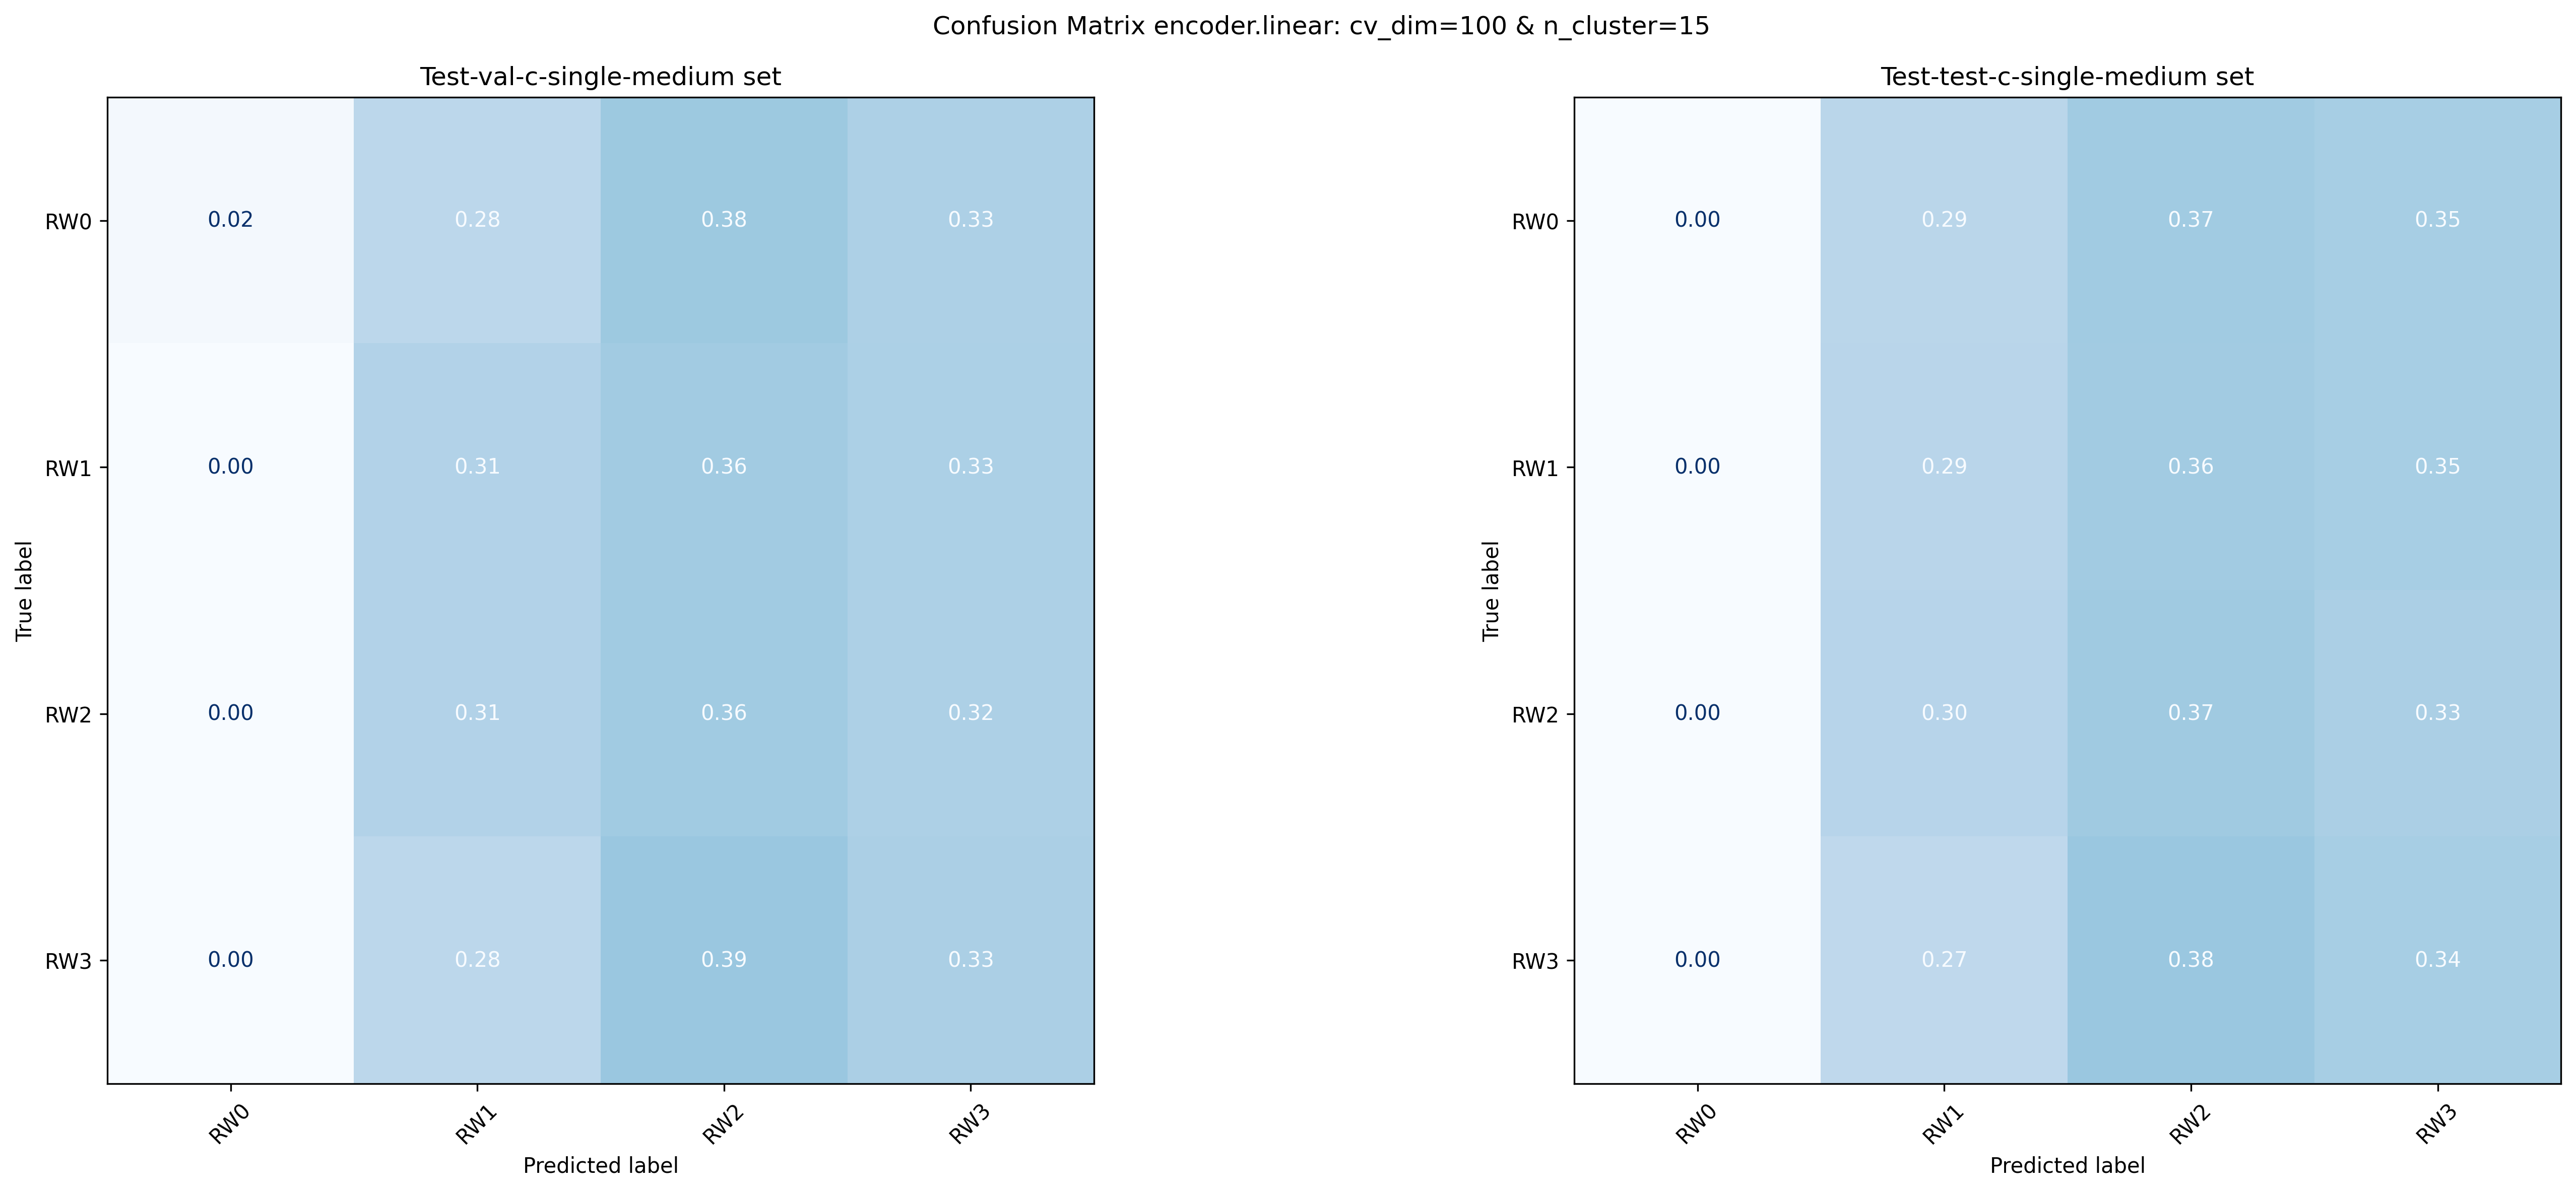 Confusion Matrix encoder.linear: cv_dim=100 & n_cluster=15
Test-val-c-single-medium set
True label
RW0 0.02 0.28 0.38 0.33
RW1 0.00 0.31 0.36 0.33
RW2 0.00 0.31 0.36 0.32
RW3 0.00 0.28 0.39 0.33
RW0 RW1 RW2 RW3
Predicted label
Test-test-c-single-medium set
True label
RW0 0.00 0.29 0.37 0.35
RW1 0.00 0.29 0.36 0.35
RW2 0.00 0.30 0.37 0.33
RW3 0.00 0.27 0.38 0.34
RW0 RW1 RW2 RW3
Predicted label